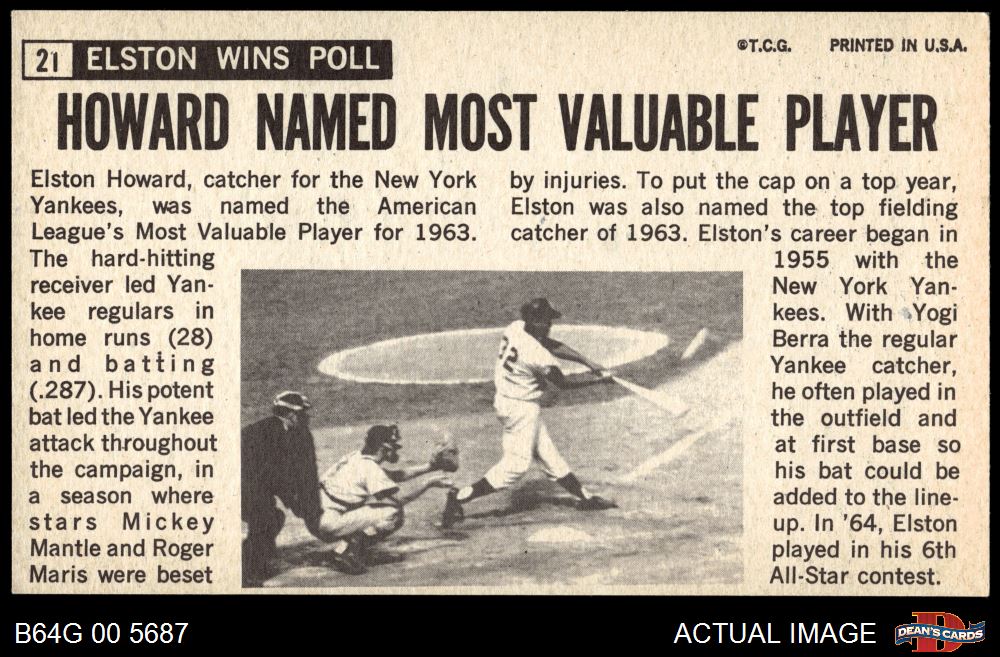 21 ELSTON WINS POLL
©T.C.G. PRINTED IN U.S.A.
HOWARD NAMED MOST VALUABLE PLAYER
Elston Howard, catcher for the New York
Yankees, was named the American
League's Most Valuable Player for 1963.
The hard-hitting
receiver led Yan-
kee regulars in
home runs (28)
and batting
(.287). His potent
bat led the Yankee
attack throughout
the campaign, in
a season where
stars Mickey
Mantle and Roger
Maris were beset
by injuries. To put the cap on a top year,
Elston was also named the top fielding
catcher of 1963. Elston's career began in
1955 with the
New York Yan-
kees. With Yogi
Berra the regular
Yankee catcher,
he often played in
the outfield and
at first base so
his bat could be
added to the line-
up. In '64, Elston
played in his 6th
All-Star contest.
32
B64G 00 5687
ACTUAL IMAGE
D
DEAN'S CARDS